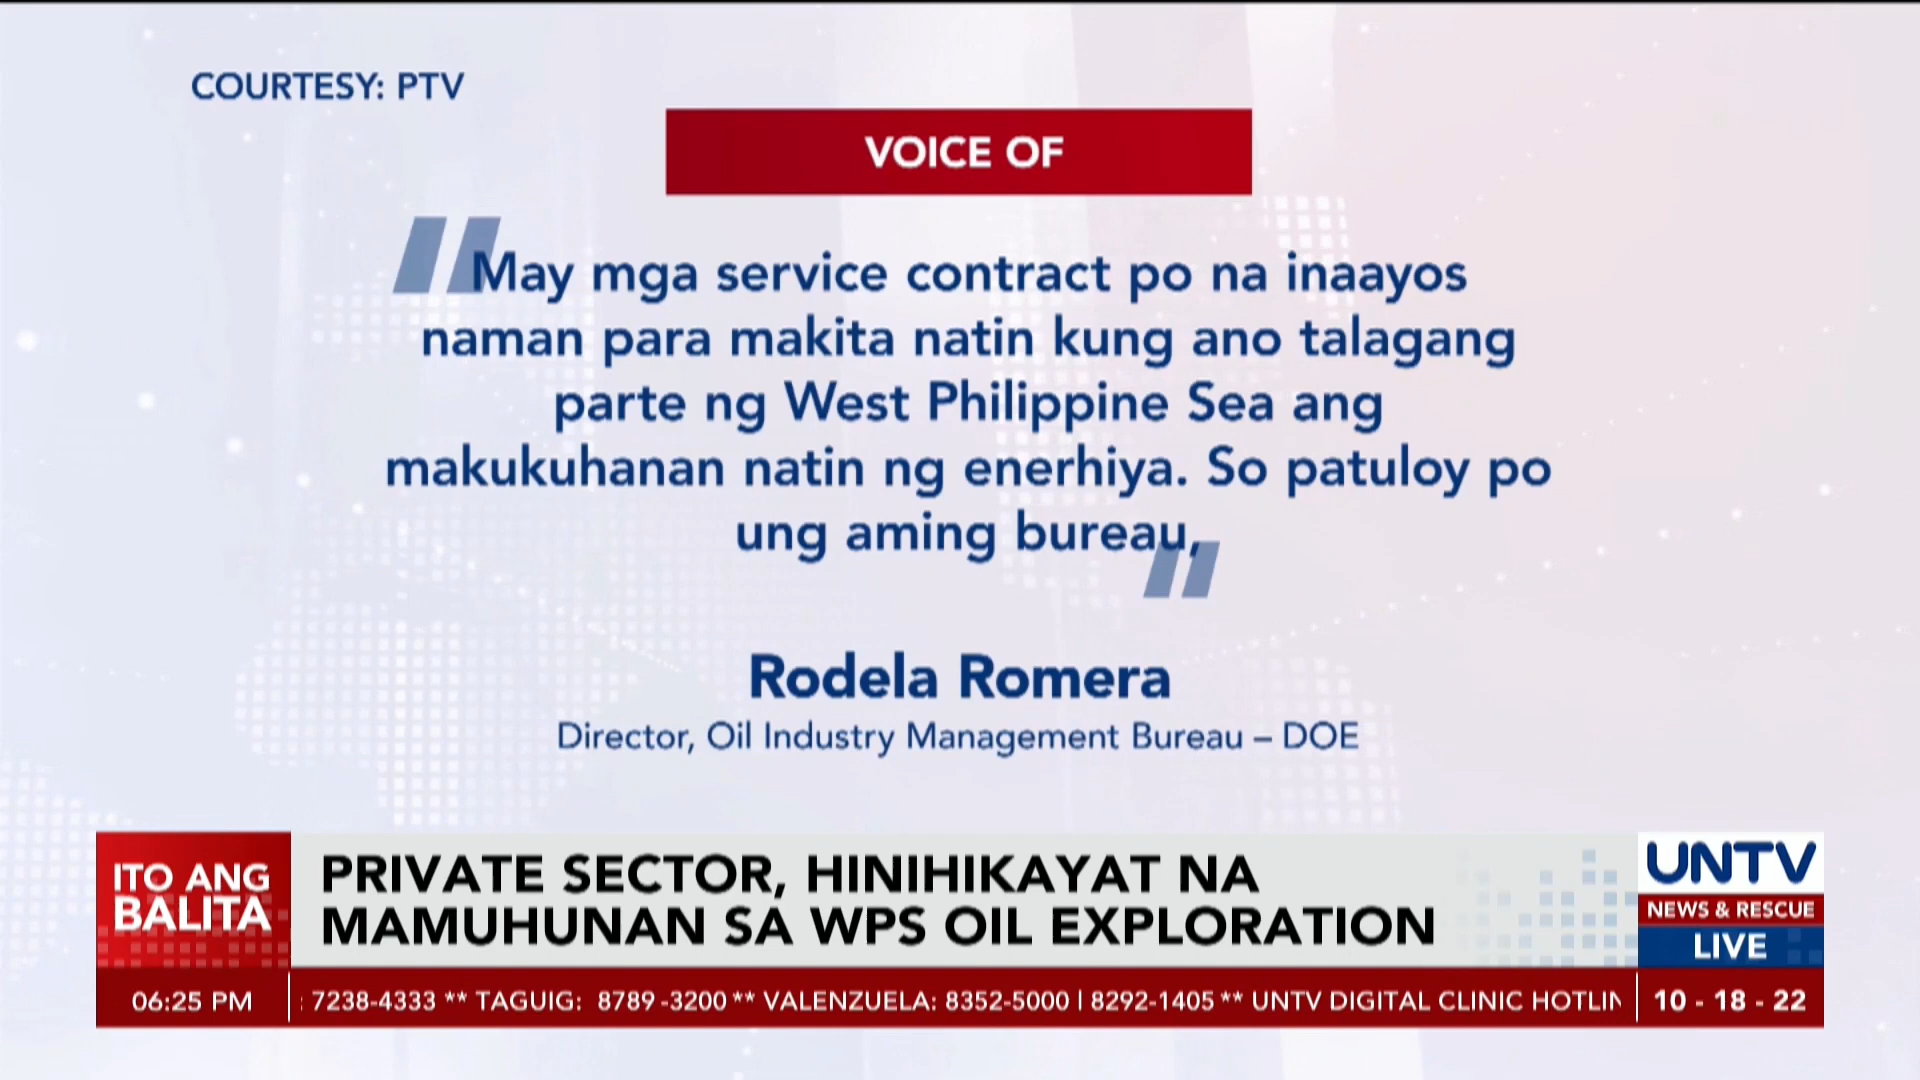 COURTESY: PTV
VOICE OF
May mga service contract po na inaayos
naman para makita natin kung ano talagang
parte ng West Philippine Sea ang
makukuhanan natin ng enerhiya. So patuloy po
ung aming bureau,
Rodela Romera
Director, Oil Industry Management Bureau – DOE
ITO ANG
BALITA
PRIVATE SECTOR, HINIHIKAYAT NA
MAMUHUNAN SA WPS OIL EXPLORATION
UNTV
NEWS & RESCUE
LIVE
06:25 PM
: 7238-4333 ** TAGUIG: 8789 -3200 ** VALENZUELA: 8352-5000 | 8292-1405 ** UNTV DIGITAL CLINIC HOTLIN
10 - 18 - 22